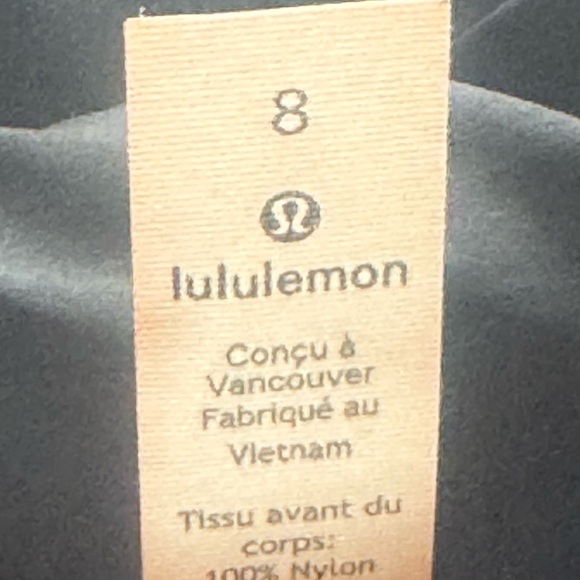 8
lululemon
Conçu à
Vancouver
Fabriqué au
Vietnam
Tissu avant du
corps:
100% Nylon